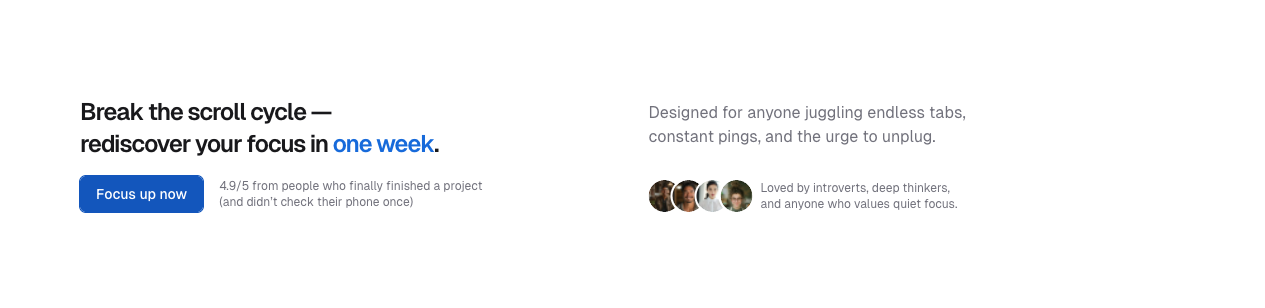 Break the scroll cycle —
rediscover your focus in one week.
Focus up now
4.9/5 from people who finally finished a project
(and didn't check their phone once)
Designed for anyone juggling endless tabs,
constant pings, and the urge to unplug.
Loved by introverts, deep thinkers,
and anyone who values quiet focus.